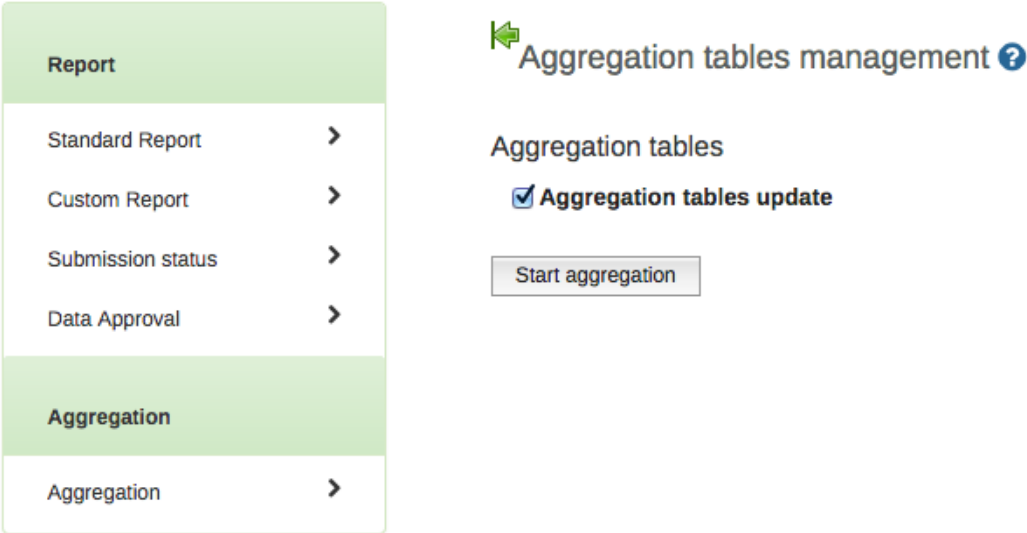 Report
Standard Report
Custom Report
Submission status
Data Approval
Aggregation
Aggregation
Aggregation tables management ?
Aggregation tables
Aggregation tables update
Start aggregation